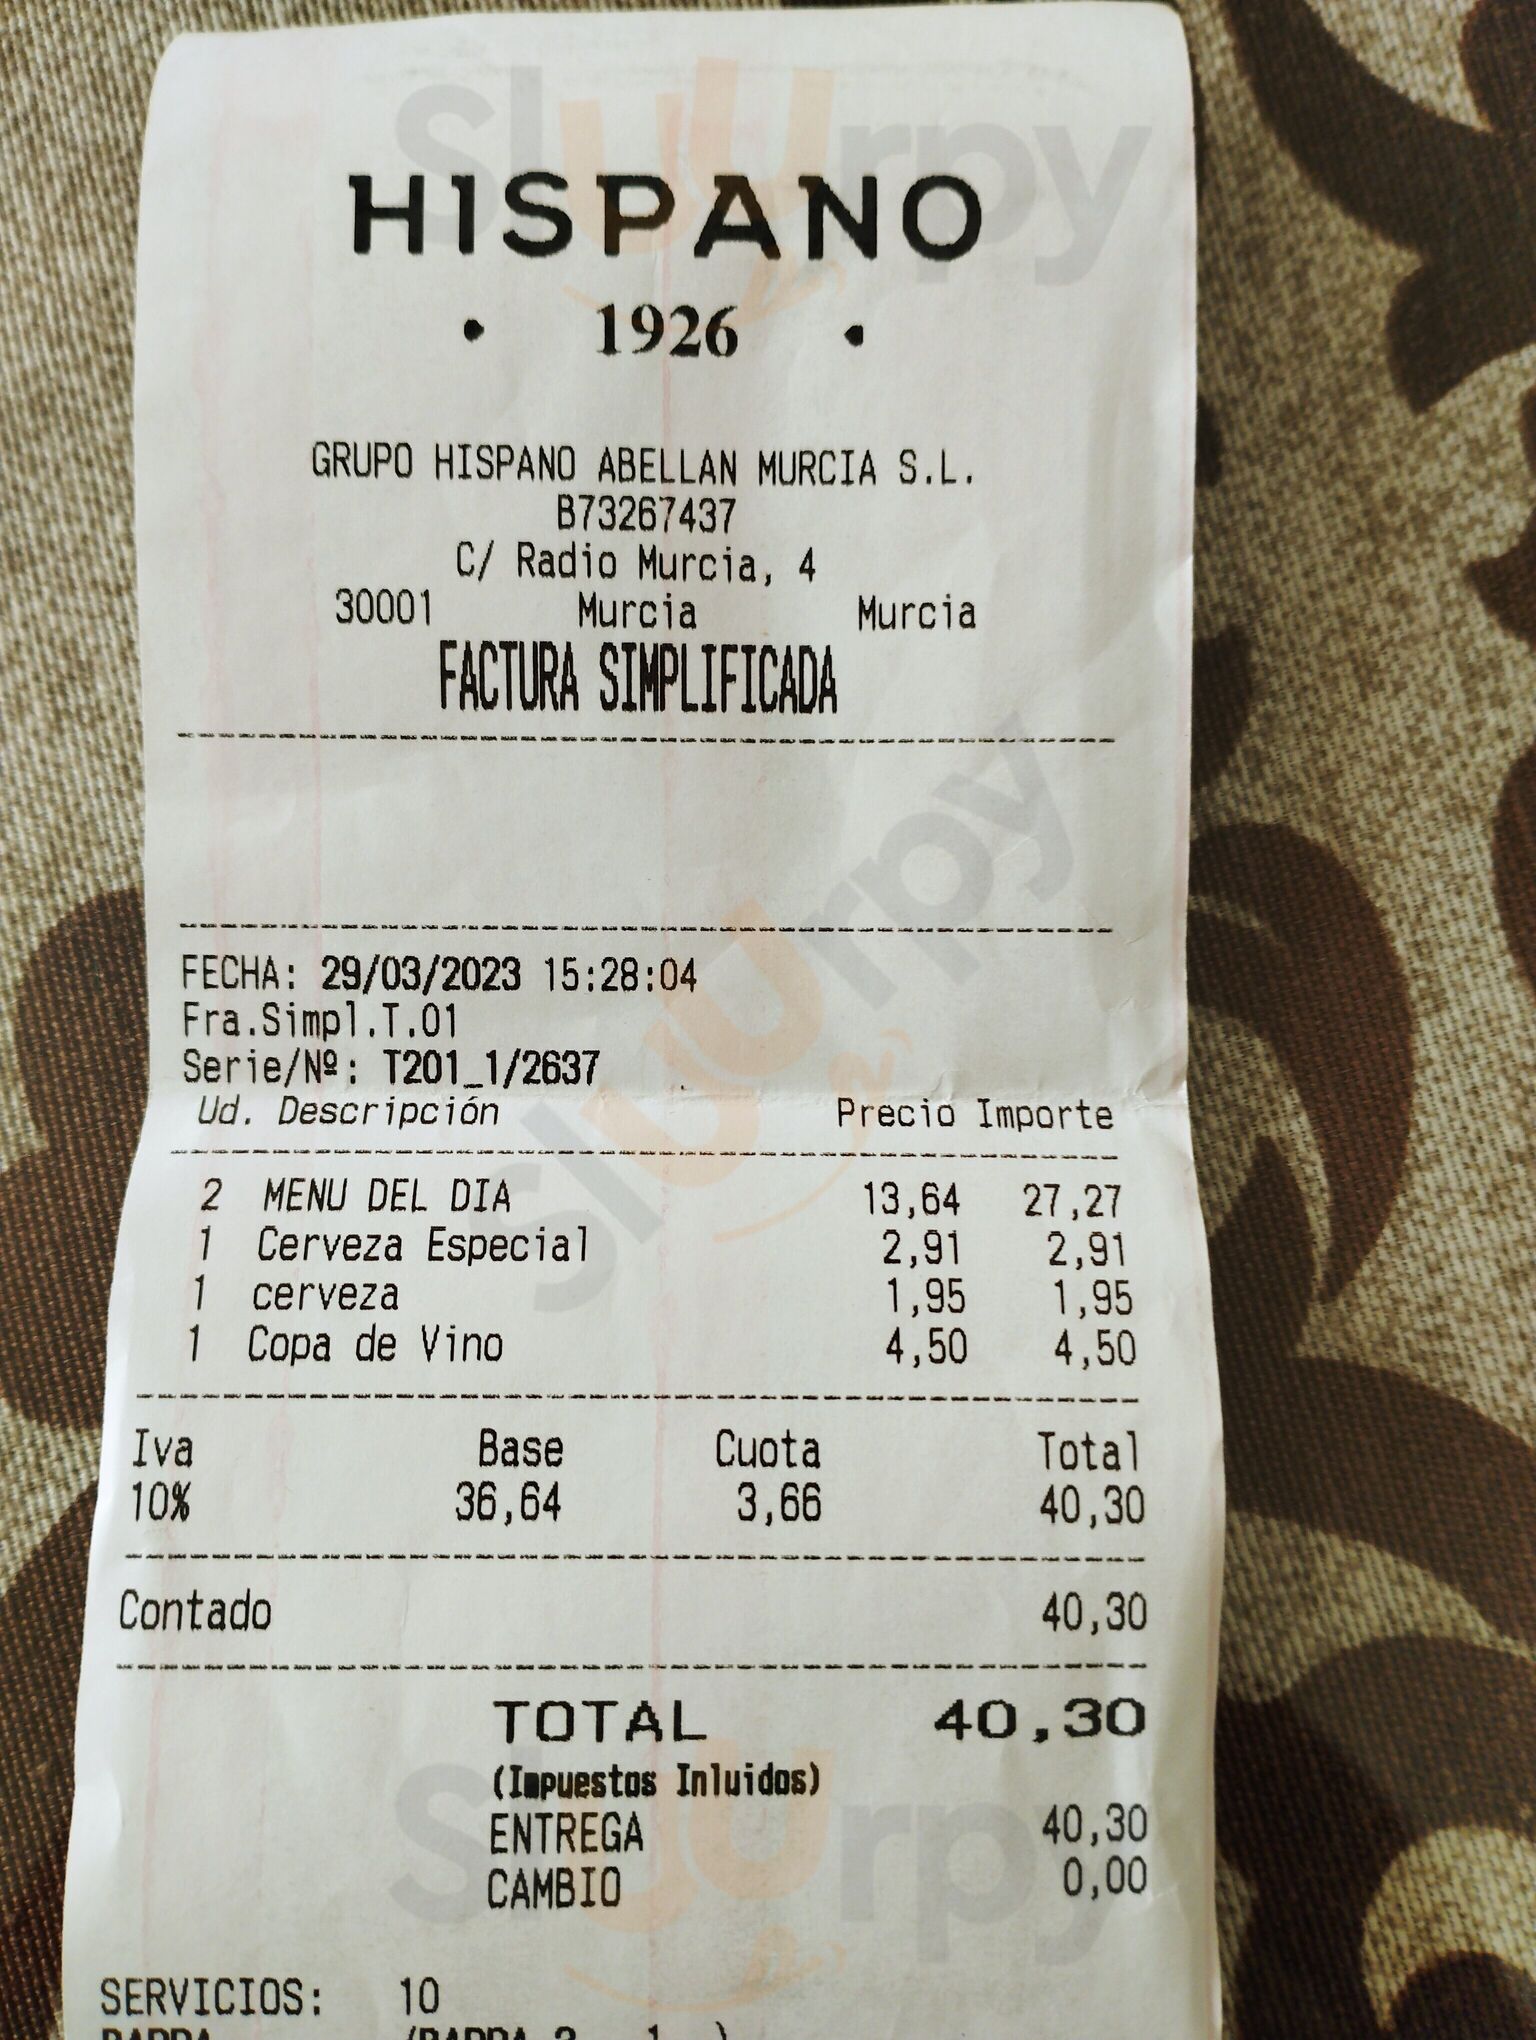 HISPANO
• 1926 •
GRUPO HISPANO ABELLAN MURCIA S.L.
B73267437
C/ Radio Murcia, 4
30001 Murcia Murcia
FACTURA SIMPLIFICADA
FECHA: 29/03/2023 15:28:04
Fra.Simpl.T.01
Serie/Nº: T201_1/2637
Ud. Descripción Precio Importe
2 MENU DEL DIA 13,64 27,27
1 Cerveza Especial 2,91 2,91
1 cerveza 1,95 1,95
1 Copa de Vino 4,50 4,50
Iva Base Cuota Total
10% 36,64 3,66 40,30
Contado 40,30
TOTAL 40,30
(Impuestos Inluidos)
ENTREGA 40,30
CAMBIO 0,00
SERVICIOS: 10
Sluurpy
Sluurpy
Sluurpy